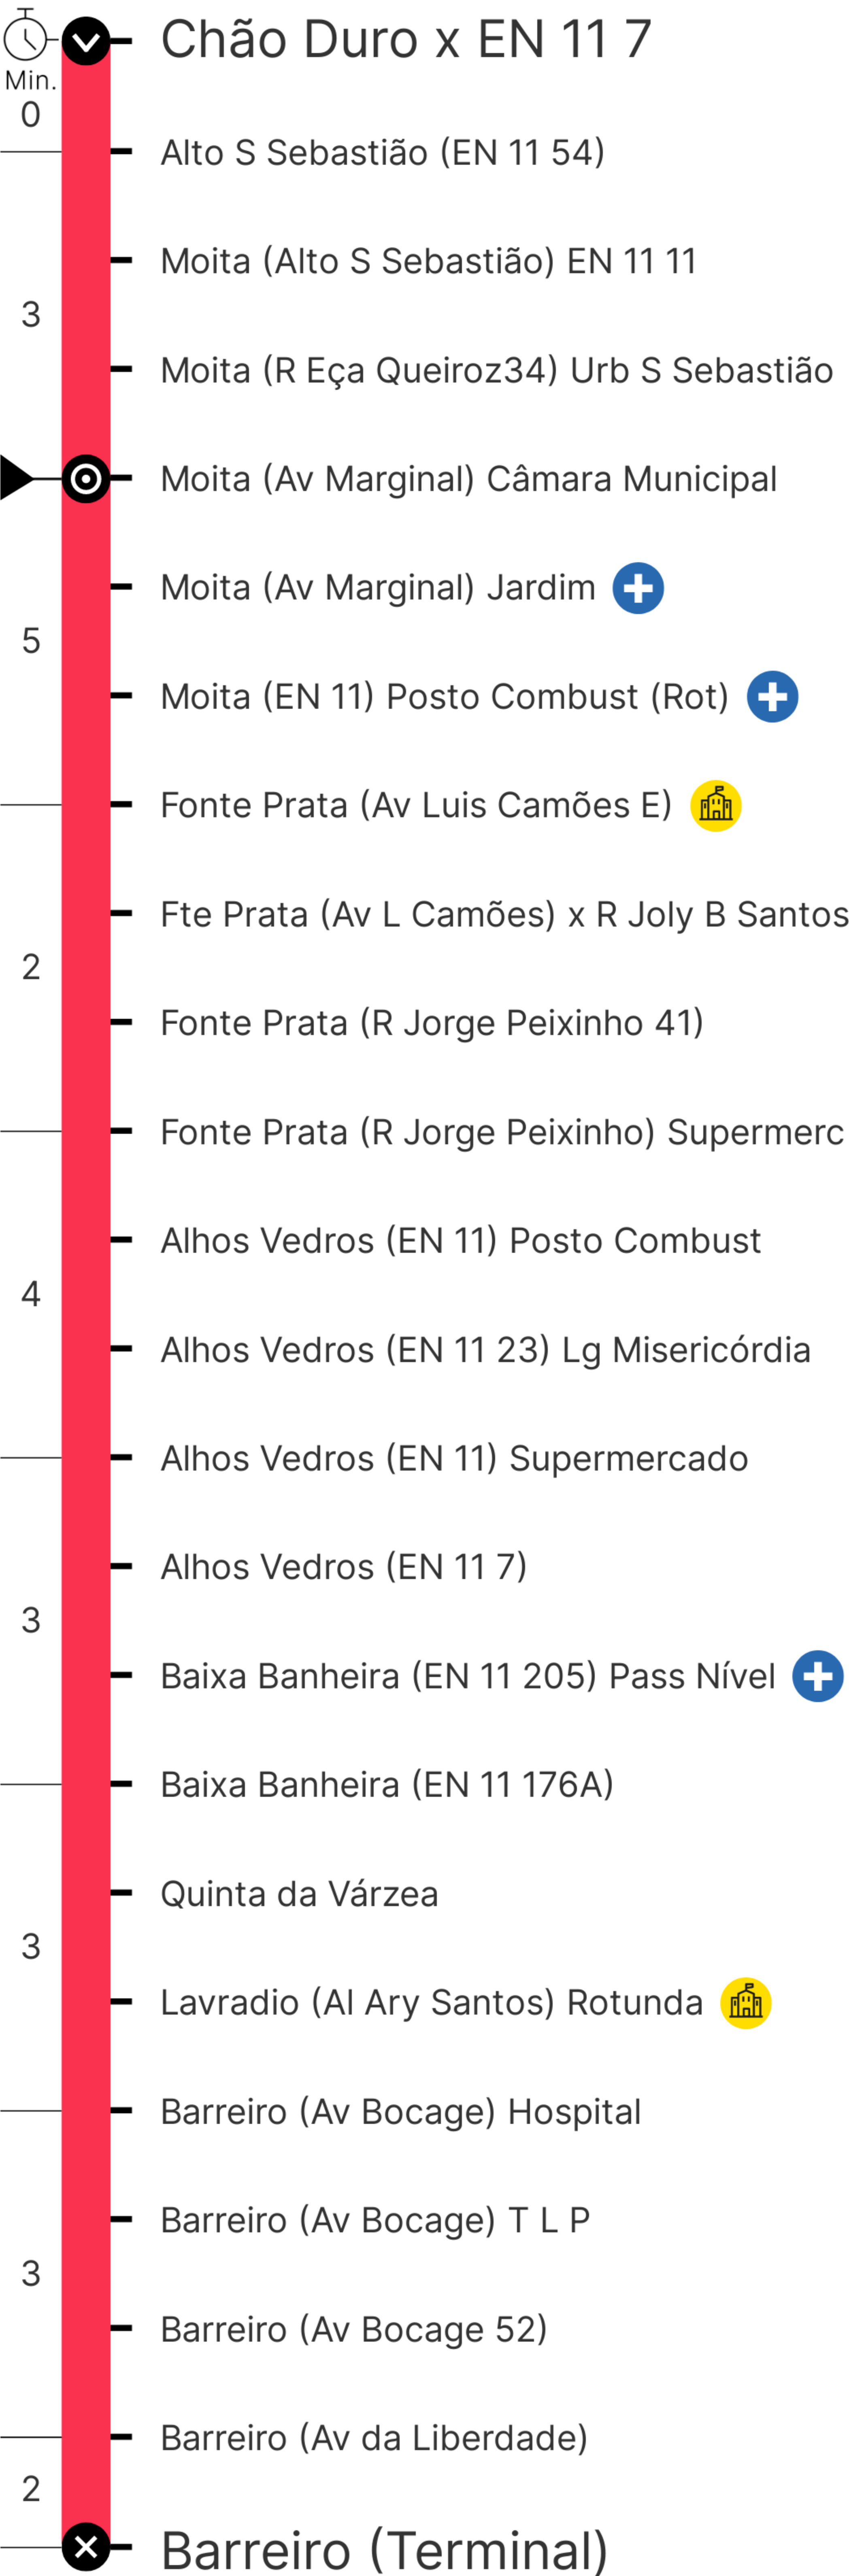 Chão Duro x EN 11 7
Min.
0
Alto S Sebastião (EN 11 54)
Moita (Alto S Sebastião) EN 11 11
3
Moita (R Eça Queiroz34) Urb S Sebastião
Moita (Av Marginal) Câmara Municipal
Moita (Av Marginal) Jardim
5
Moita (EN 11) Posto Combust (Rot)
Fonte Prata (Av Luis Camões E)
Fte Prata (Av L Camões) x R Joly B Santos
2
Fonte Prata (R Jorge Peixinho 41)
Fonte Prata (R Jorge Peixinho) Supermerc
Alhos Vedros (EN 11) Posto Combust
4
Alhos Vedros (EN 11 23) Lg Misericórdia
Alhos Vedros (EN 11) Supermercado
Alhos Vedros (EN 11 7)
3
Baixa Banheira (EN 11 205) Pass Nível
Baixa Banheira (EN 11 176A)
Quinta da Várzea
3
Lavradio (Al Ary Santos) Rotunda
Barreiro (Av Bocage) Hospital
Barreiro (Av Bocage) T L P
3
Barreiro (Av Bocage 52)
Barreiro (Av da Liberdade)
2
Barreiro (Terminal)